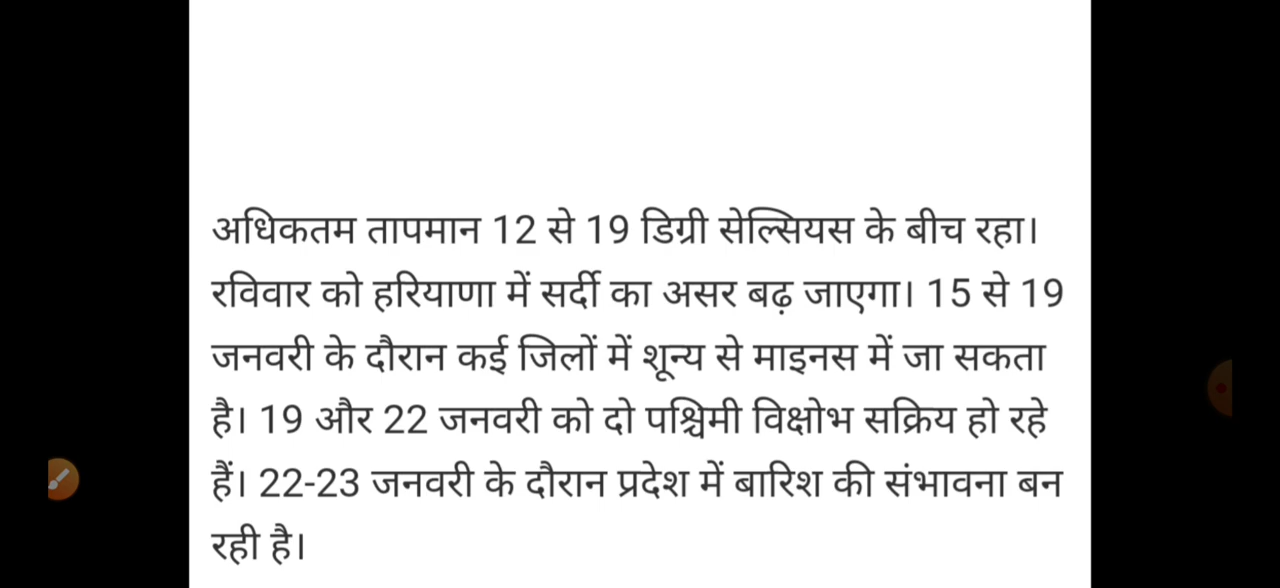 अधिकतम तापमान 12 से 19 डिग्री सेल्सियस के बीच रहा।
रविवार को हरियाणा में सर्दी का असर बढ़ जाएगा। 15 से 19
जनवरी के दौरान कई जिलों में शून्य से माइनस में जा सकता
है। 19 और 22 जनवरी को दो पश्चिमी विक्षोभ सक्रिय हो रहे
हैं। 22-23 जनवरी के दौरान प्रदेश में बारिश की संभावना बन
रही है।